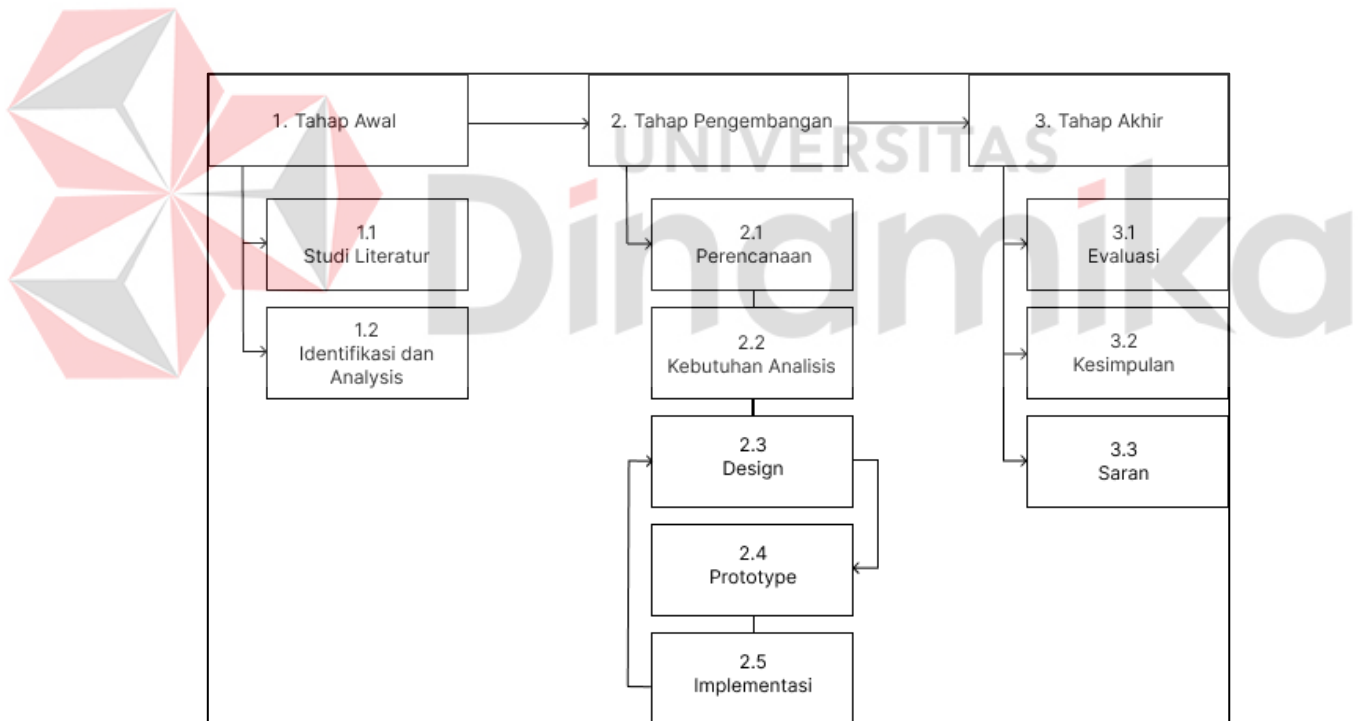 1. Tahap Awal
2. Tahap Pengembangan
3. Tahap Akhir
UNIVERSITAS
Dinamika
1.1
Studi Literatur
1.2
Identifikasi dan
Analysis
2.1
Perencanaan
2.2
Kebutuhan Analisis
2.3
Design
2.4
Prototype
2.5
Implementasi
3.1
Evaluasi
3.2
Kesimpulan
3.3
Saran